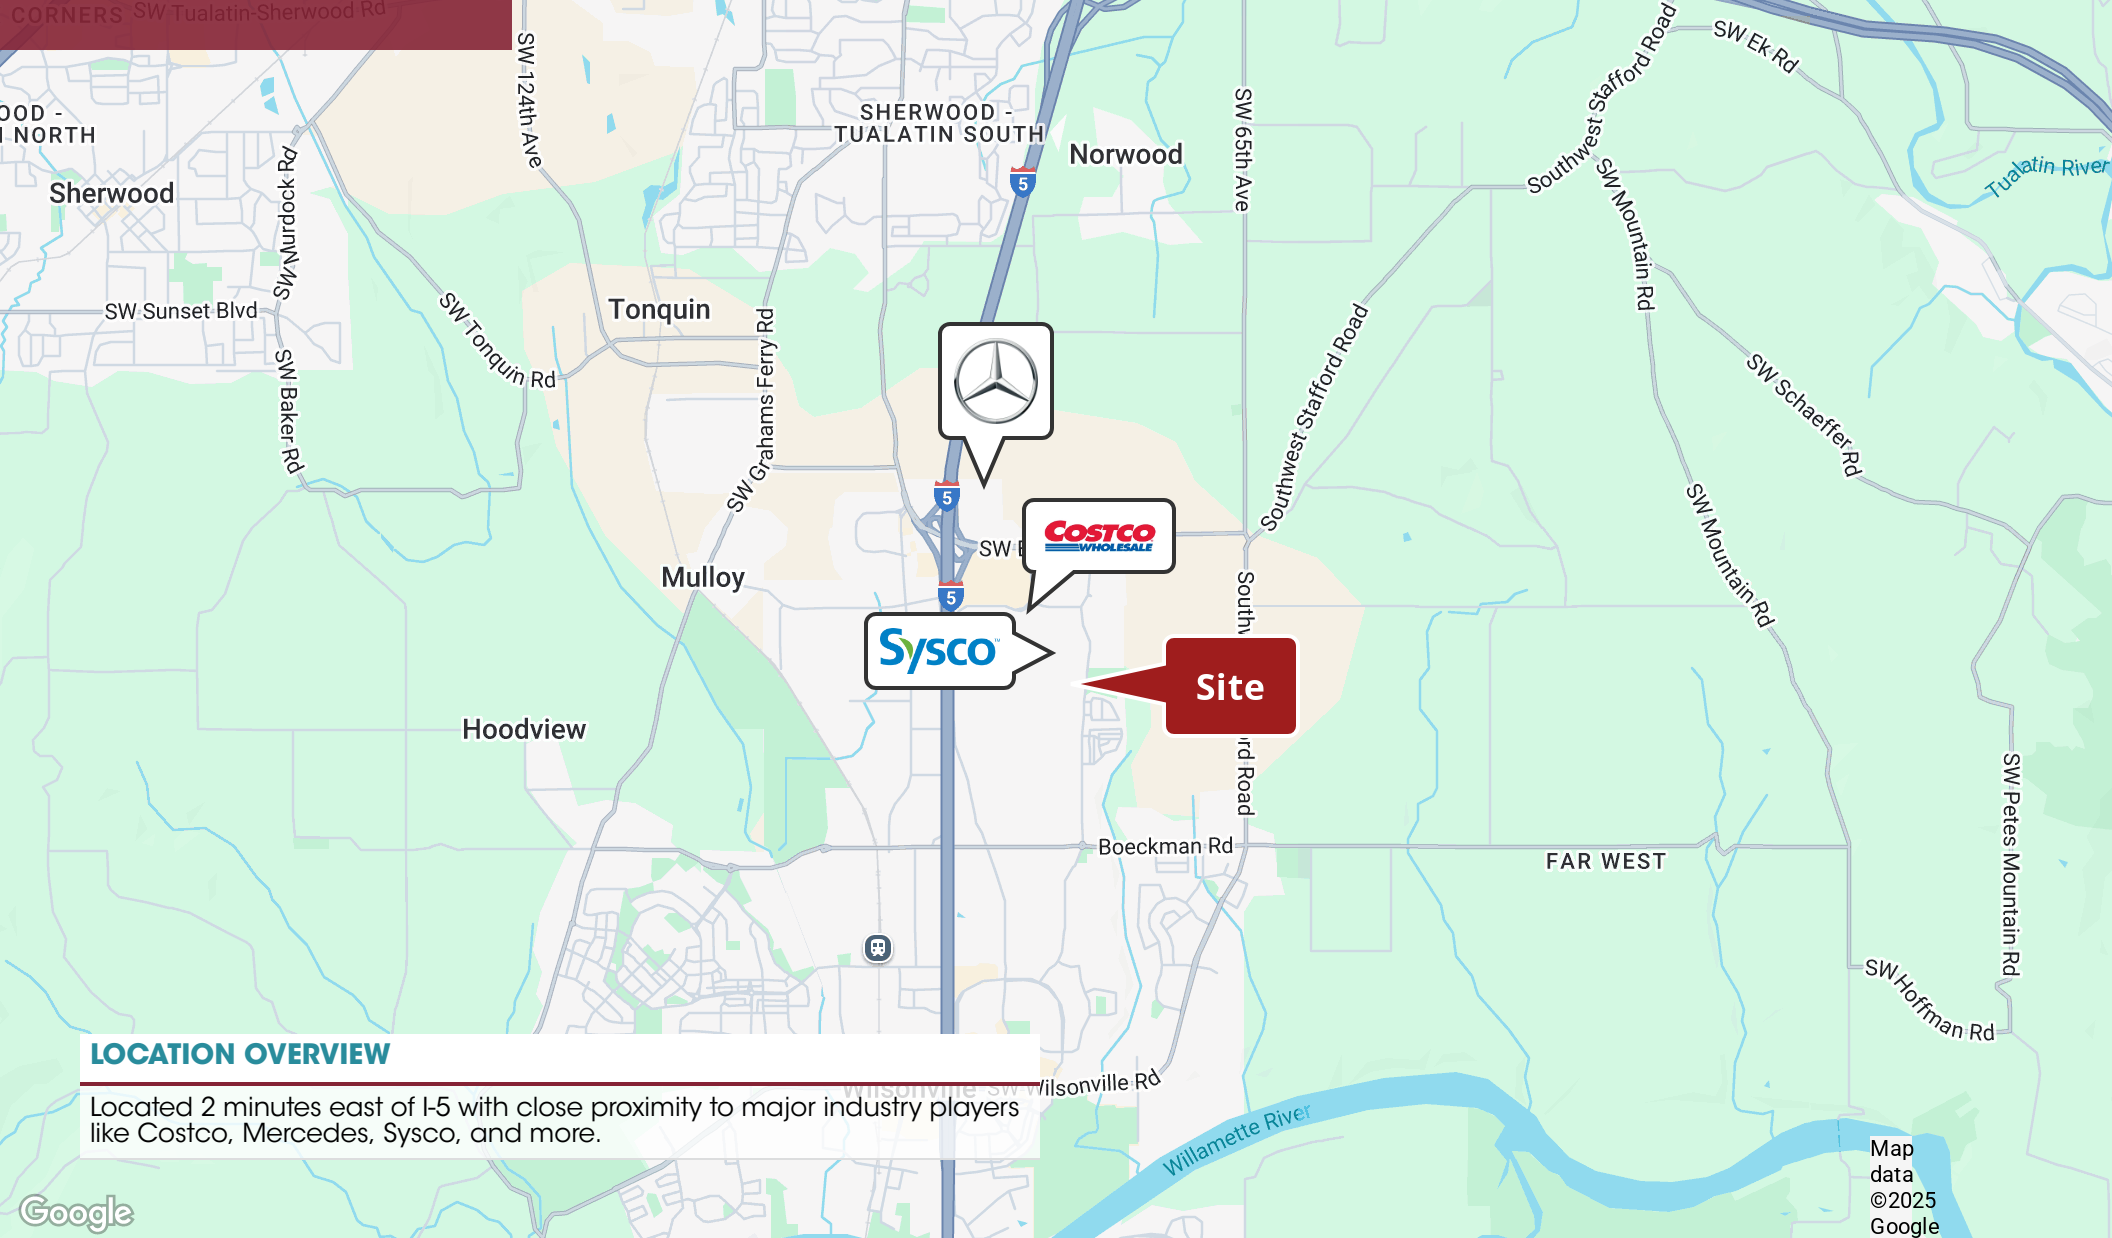 CORNERS
SW Tualatin-Sherwood Rd
SW 124th Ave
SW Ek Rd
Southwest Stafford Road
OOD -
N NORTH
SHERWOOD -
TUALATIN SOUTH
Norwood
SW 65th Ave
Tualatin River
Sherwood
SW Murdock Rd
5
SW Mountain Rd
SW Sunset Blvd
Tonquin
SW Tonquin Rd
SW Grahams Ferry Rd
SW Baker Rd
Southwest Stafford Road
SW Schaeffer Rd
5
COSTCO
WHOLESALE
SW E
SW Mountain Rd
Mulloy
5
Sysco™
Southw
Site
ord Road
Hoodview
SW Petes Mountain Rd
Boeckman Rd
FAR WEST
SW Hoffman Rd
LOCATION OVERVIEW
Wilsonville
SW Wilsonville Rd
Located 2 minutes east of I-5 with close proximity to major industry players
like Costco, Mercedes, Sysco, and more.
Willamette River
Map
data
©2025
Google
Google